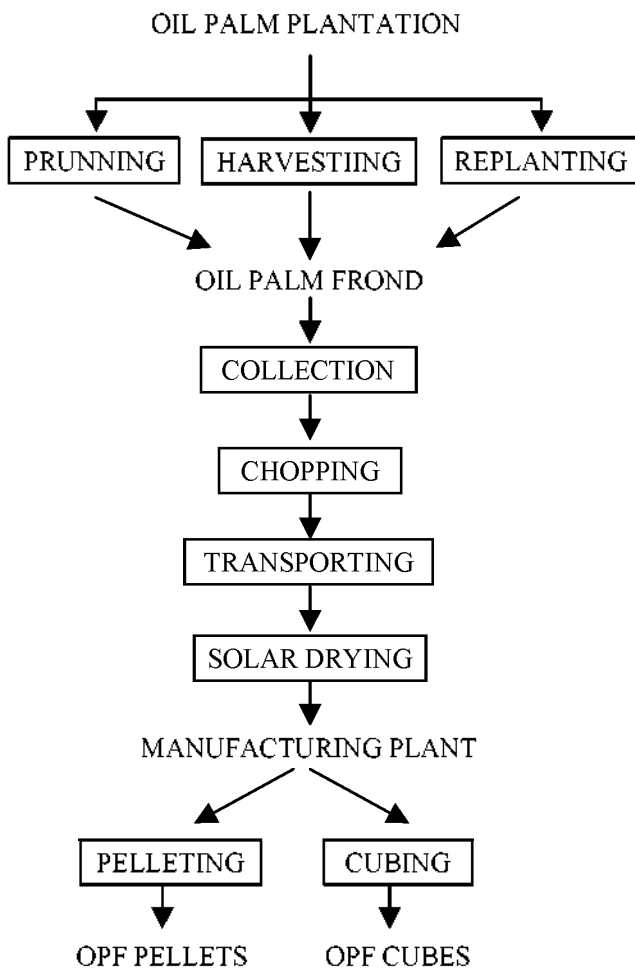 OIL PALM PLANTATION
PRUNNING
HARVESTIING
REPLANTING
OIL PALM FROND
COLLECTION
CHOPPING
TRANSPORTING
SOLAR DRYING
MANUFACTURING PLANT
PELLETING
CUBING
OPF PELLETS
OPF CUBES